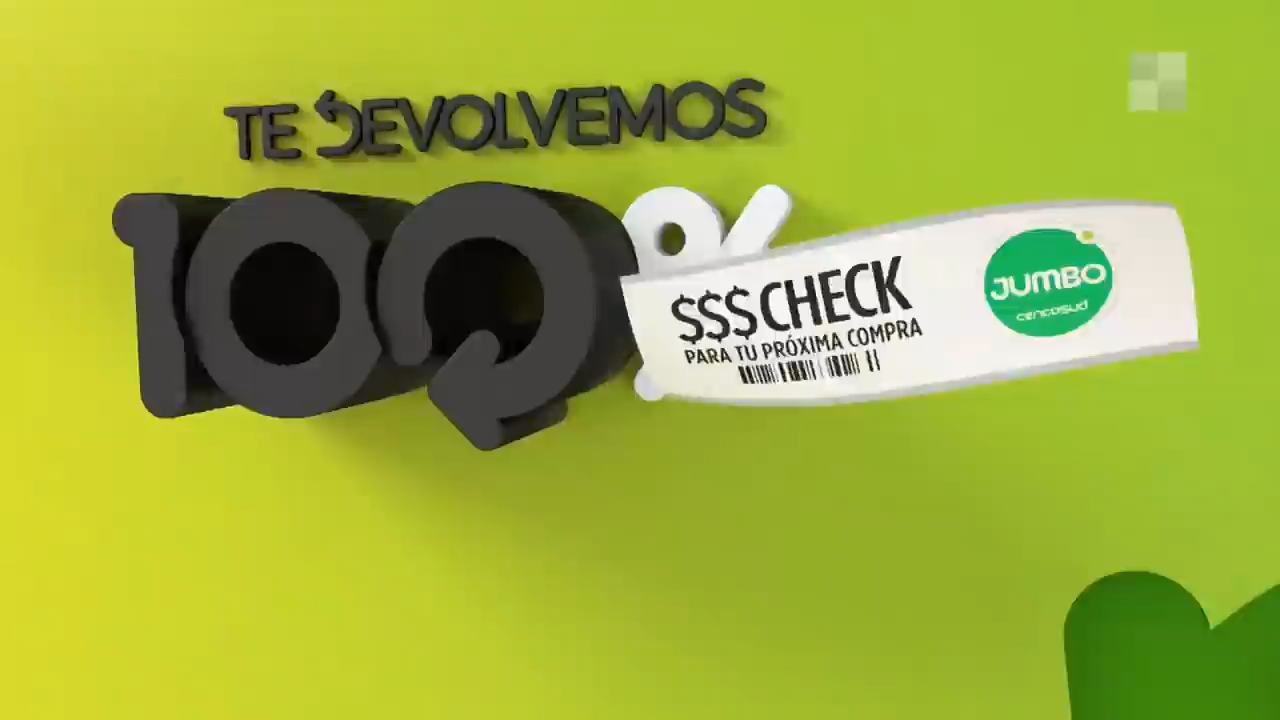 TE DEVOLVEMOS
100%
$$$CHECK
PARA TU PRÓXIMA COMPRA
JUMBO
cencosud